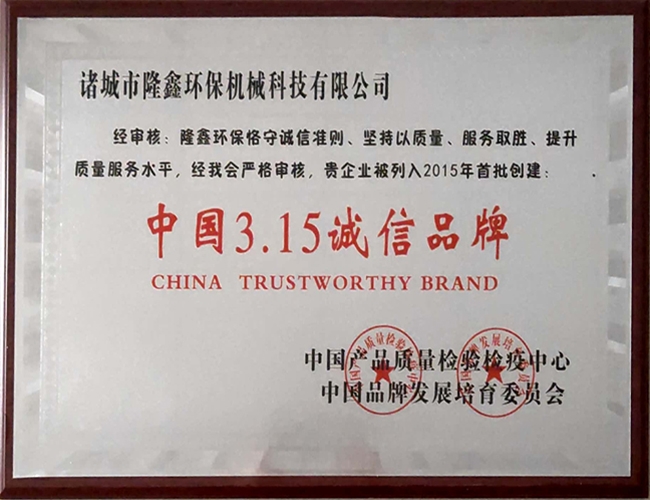 诸城市隆鑫环保机械科技有限公司
经审核：隆鑫环保恪守诚信准则、坚持以质量、服务取胜、提升
质量服务水平，经我会严格审核，贵企业被列入2015年首批创建：
中国3.15诚信品牌
CHINA TRUSTWORTHY BRAND
中国产品质量检验检疫中心
中国品牌发展培育委员会